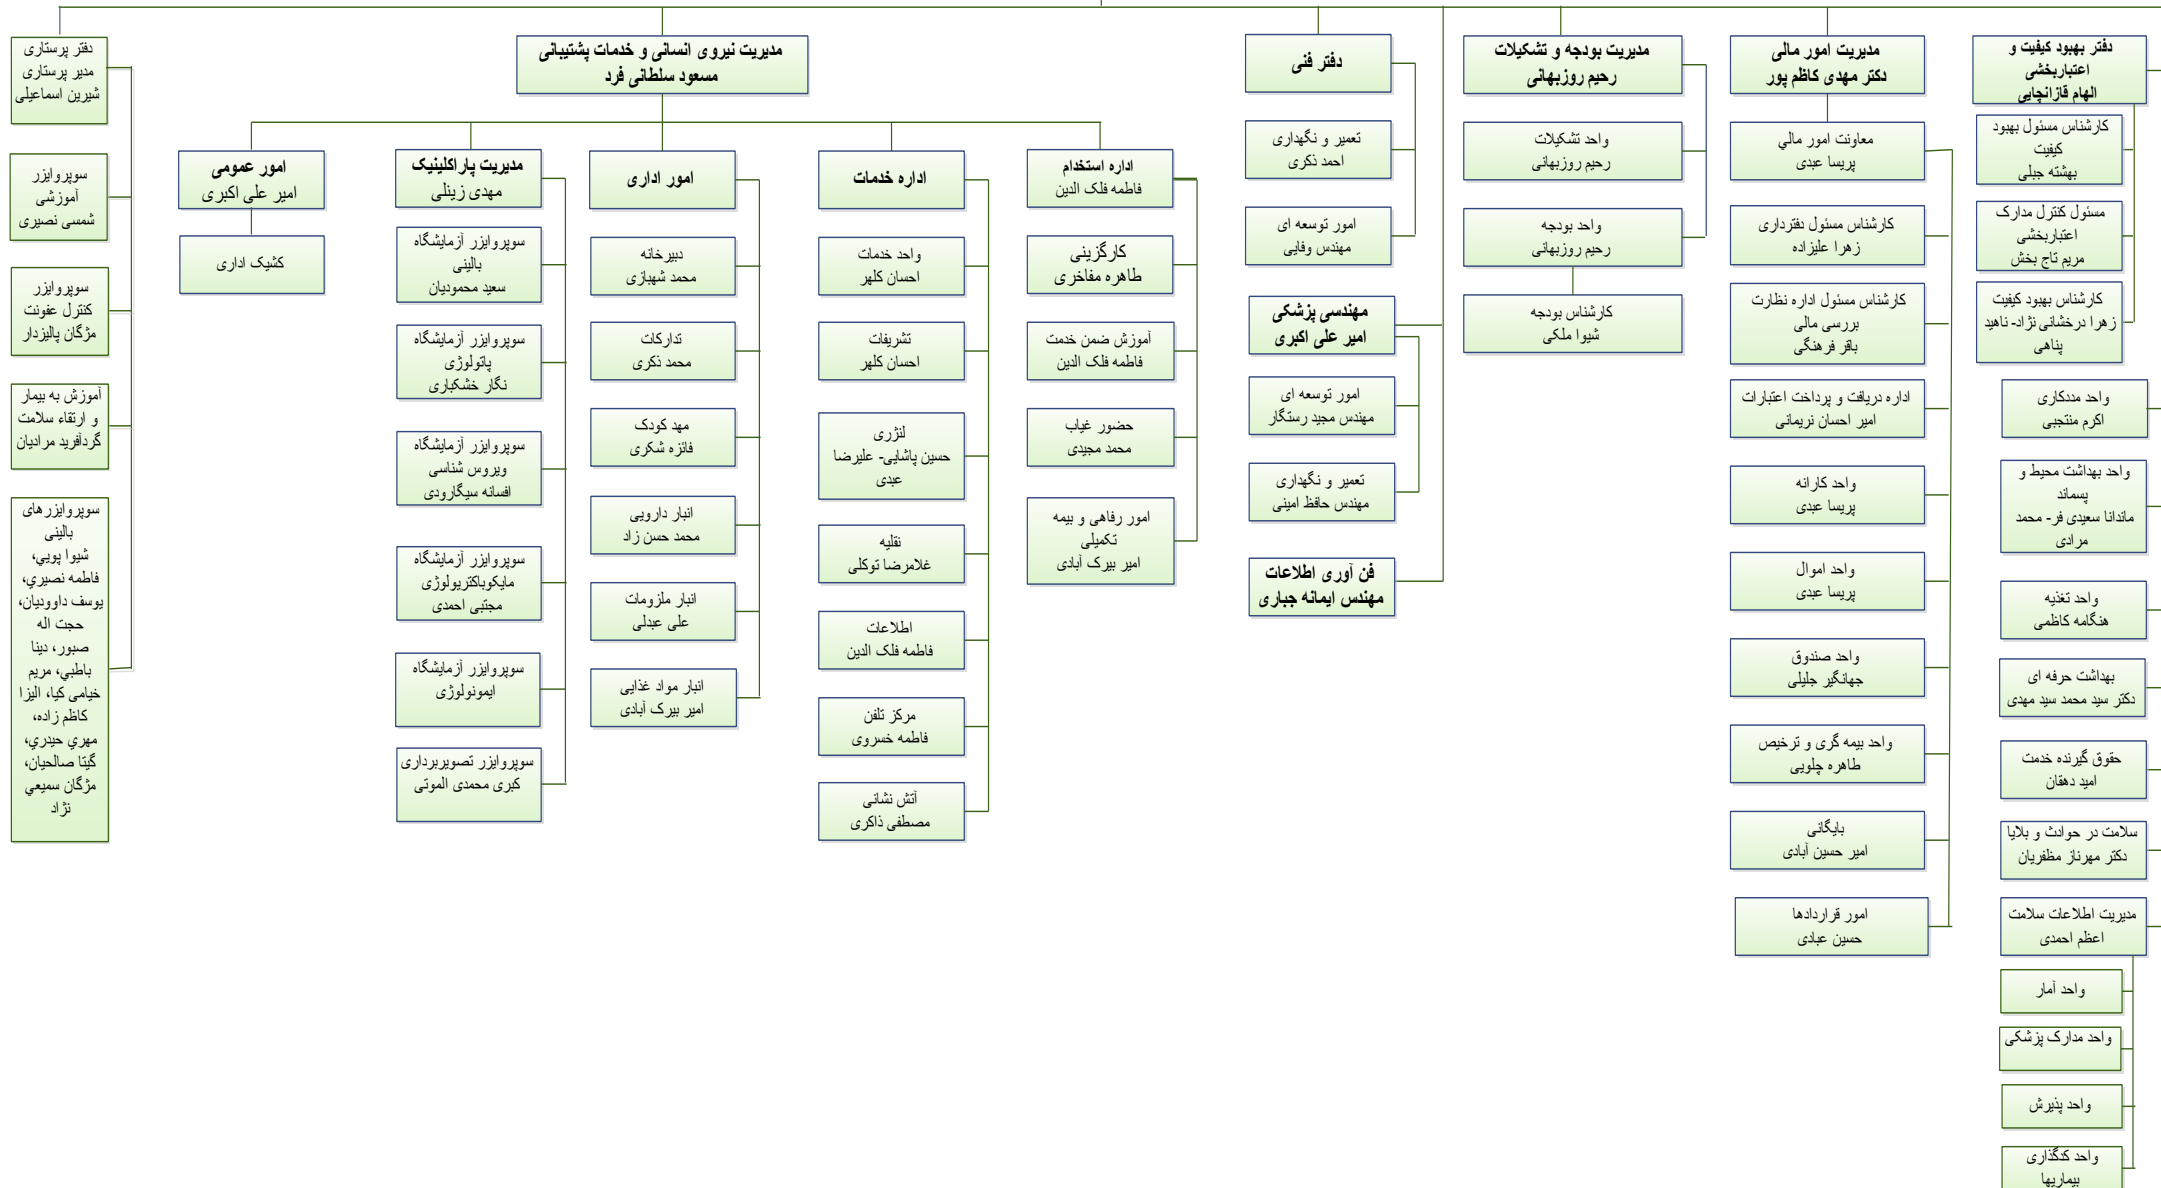 دفتر بهبود کیفیت و
اعتباربخشی
الهام قازانچایی
کارشناس مسئول بهبود
کیفیت
بهشته جبلی
مسئول کنترل مدارک
اعتباربخشی
مریم تاج بخش
کارشناس بهبود کیفیت
زهرا درخشانی نژاد- ناهید
پناهی
واحد مددکاری
اکرم منتجبی
واحد بهداشت محیط و
پسماند
ماندانا سعیدی فر- محمد
مرادی
واحد تغذیه
هنگامه کاظمی
بهداشت حرفه ای
دکتر سید محمد سید مهدی
حقوق گیرنده خدمت
امید دهقان
سلامت در حوادث و بلایا
دکتر مهرناز مظفریان
مدیریت اطلاعات سلامت
اعظم احمدی
واحد آمار
واحد مدارک پزشکی
واحد پذیرش
واحد کدگذاری
بیماریها
مدیریت امور مالی
دکتر مهدی کاظم پور
معاونت امور مالي
پریسا عبدی
کارشناس مسئول دفترداری
زهرا علیزاده
کارشناس مسئول اداره نظارت
بررسی مالی
باقر فرهنگی
اداره دریافت و پرداخت اعتبارات
امیر احسان نریمانی
واحد کارانه
پریسا عبدی
واحد اموال
پریسا عبدی
واحد صندوق
جهانگیر جلیلی
واحد بیمه گری و ترخیص
طاهره چلویی
بایگانی
امیر حسین آبادی
امور قراردادها
حسین عبادی
مدیریت بودجه و تشکیلات
رحیم روزبهانی
واحد تشکیلات
رحیم روزبهانی
واحد بودجه
رحیم روزبهانی
کارشناس بودجه
شیوا ملکی
دفتر فنی
تعمیر و نگهداری
احمد ذکری
امور توسعه ای
مهندس وفایی
مهندسی پزشکی
امیر علی اکبری
امور توسعه ای
مهندس مجید رستگار
تعمیر و نگهداری
مهندس حافظ امینی
فن آوری اطلاعات
مهندس ایمانه جباری
مدیریت نیروی انسانی و خدمات پشتیبانی
مسعود سلطانی فرد
اداره استخدام
فاطمه فلک الدین
کارگزینی
طاهره مفاخری
آموزش ضمن خدمت
فاطمه فلک الدین
حضور غیاب
محمد مجیدی
امور رفاهی و بیمه
تکمیلی
امیر بیرک آبادی
اداره خدمات
واحد خدمات
احسان کلهر
تشریفات
احسان کلهر
لنژری
حسین پاشایی- علیرضا
عبدی
نقلیه
غلامرضا توکلی
اطلاعات
فاطمه فلک الدین
مرکز تلفن
فاطمه خسروی
آتش نشانی
مصطفی ذاکری
امور اداری
دبیرخانه
محمد شهبازی
تدارکات
محمد ذکری
مهد کودک
فائزه شکری
انبار دارویی
محمد حسن زاد
انبار ملزومات
علی عبدلی
انبار مواد غذایی
امیر بیرک آبادی
مدیریت پاراکلینیک
مهدی زینلی
سوپروایزر آزمایشگاه
بالینی
سعید محمودیان
سوپروایزر آزمایشگاه
پاتولوژی
نگار خشکباری
سوپروایزر آزمایشگاه
ویروس شناسی
افسانه سیگارودی
سوپروایزر آزمایشگاه
مایکوباکتریولوژی
مجتبی احمدی
سوپروایزر آزمایشگاه
ایمونولوژی
سوپروایزر تصویربرداری
کبری محمدی الموتی
امور عمومی
امیر علی اکبری
کشیک اداری
دفتر پرستاری
مدیر پرستاری
شیرین اسماعیلی
سوپروایزر
آموزشی
شمسی نصیری
سوپروایزر
کنترل عفونت
مژگان پالیزدار
آموزش به بیمار
و ارتقاء سلامت
گردآفرید مرادیان
سوپروایزرهای
بالینی
شیوا پویي،
فاطمه نصیري،
یوسف داوودیان،
حجت اله
صبور، دینا
باطبي، مریم
خیامی کیا، الیزا
کاظم زاده،
مهري حیدري،
گیتا صالحیان،
مژگان سمیعي
نژاد